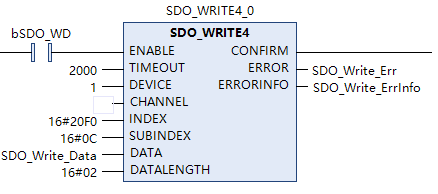 SDO_WRITE4_0
bSDO_WD
SDO_WRITE4
ENABLE CONFIRM
2000 TIMEOUT ERROR SDO_Write_Err
1 DEVICE ERRORINFO SDO_Write_ErrInfo
CHANNEL
16#20F0 INDEX
16#0C SUBINDEX
SDO_Write_Data DATA
16#02 DATALENGTH